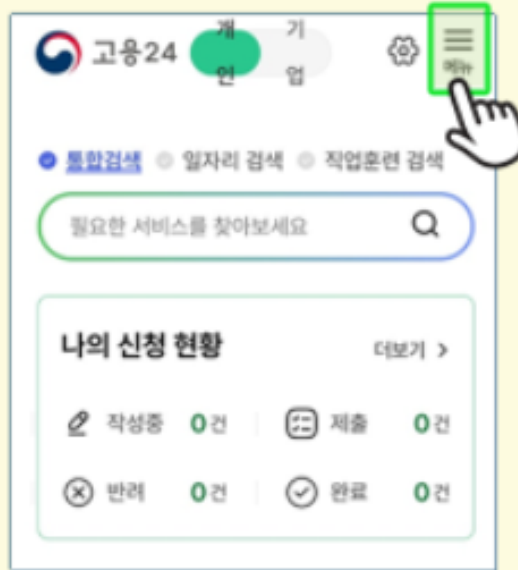 고용24 개인 기업
메뉴
통합검색 일자리 검색 직업훈련 검색
필요한 서비스를 찾아보세요
나의 신청 현황 더보기
작성중 0건 제출 0건
반려 0건 완료 0건